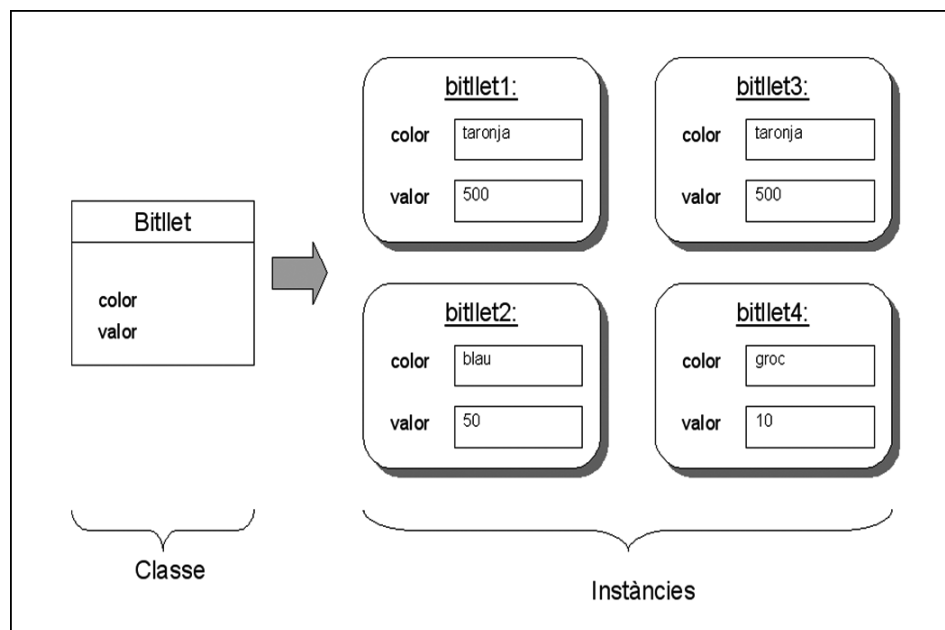 Bitllet
color
valor
Classe
bitllet1:
color taronja
valor 500
bitllet3:
color taronja
valor 500
bitllet2:
color blau
valor 50
bitllet4:
color groc
valor 10
Instàncies